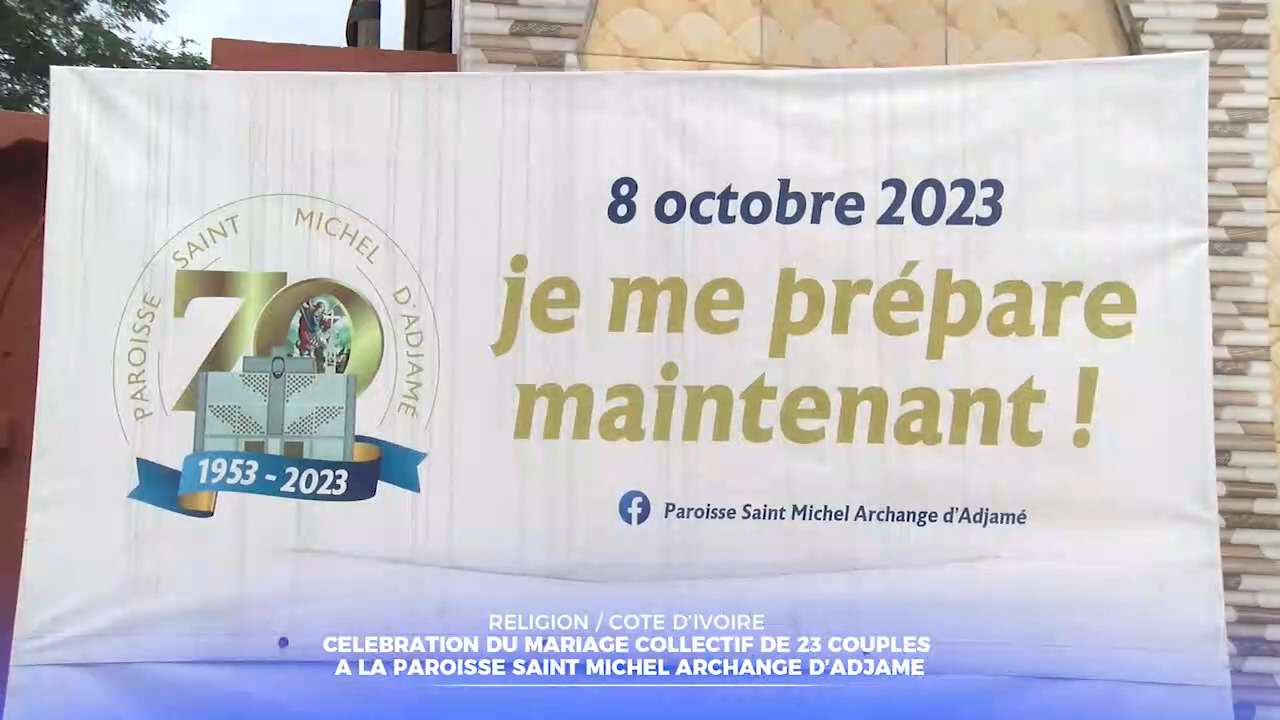 PAROISSE SAINT MICHEL D'ADJAME
70
1953 - 2023
8 octobre 2023
je me prépare
maintenant !
Paroisse Saint Michel Archange d'Adjamé
RELIGION / COTE D'IVOIRE
CELEBRATION DU MARIAGE COLLECTIF DE 23 COUPLES
A LA PAROISSE SAINT MICHEL ARCHANGE D'ADJAME